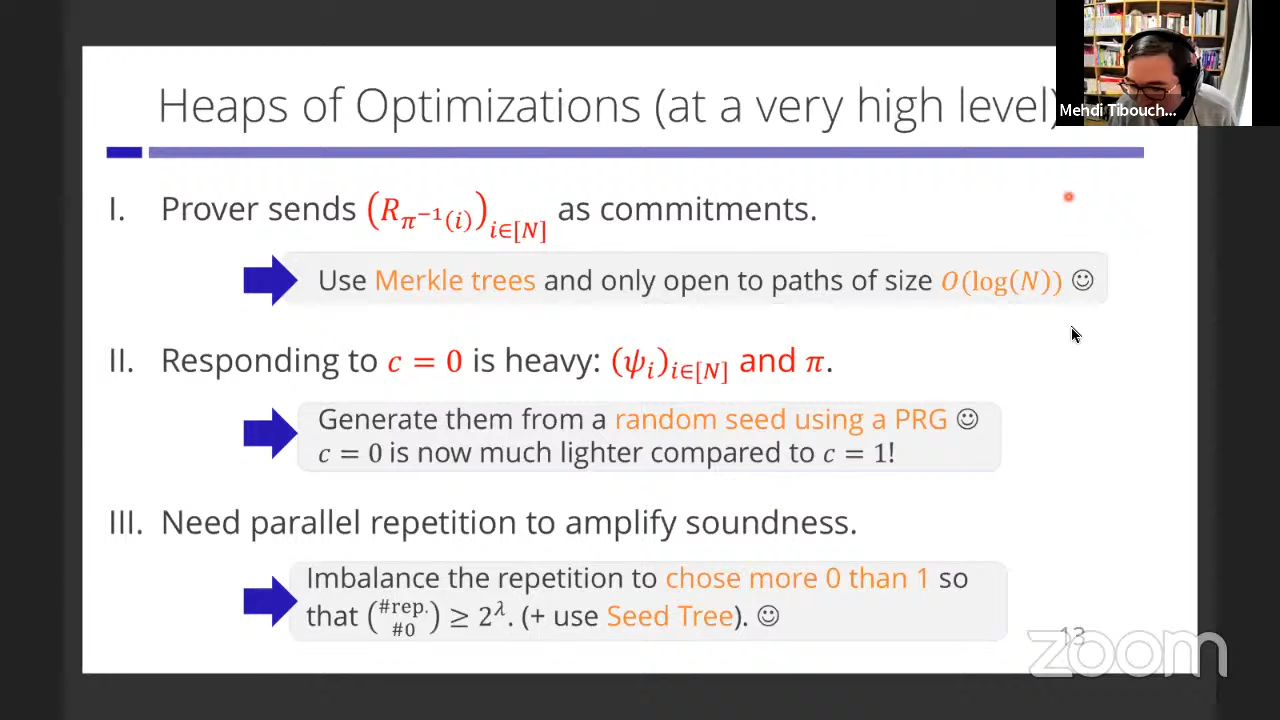 Heaps of Optimizations (at a very high level)
Mehdi Tibouch...
I. Prover sends (R_{π^{-1}(i)})_{i∈[N]} as commitments.
Use Merkle trees and only open to paths of size O(log(N)) ☺
II. Responding to c = 0 is heavy: (ψ_i)_{i∈[N]} and π.
Generate them from a random seed using a PRG ☺
c = 0 is now much lighter compared to c = 1!
III. Need parallel repetition to amplify soundness.
Imbalance the repetition to chose more 0 than 1 so
that (#rep. #0) ≥ 2^λ. (+ use Seed Tree). ☺
13
zoom